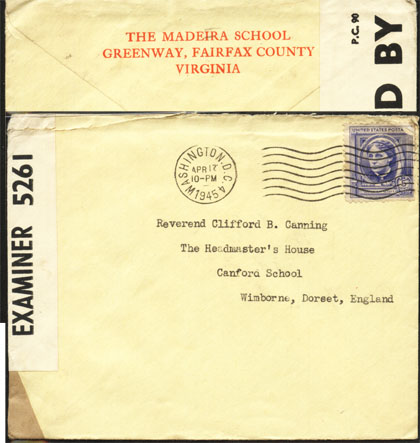 THE MADEIRA SCHOOL
GREENWAY, FAIRFAX COUNTY
VIRGINIA
P.C. 90
D BY
EXAMINER 5261
WASHINGTON, D.C.
APR 17
10-PM
1945
UNITED STATES POSTA
Reverend Clifford B. Canning
The Headmaster's House
Canford School
Wimborne, Dorset, England